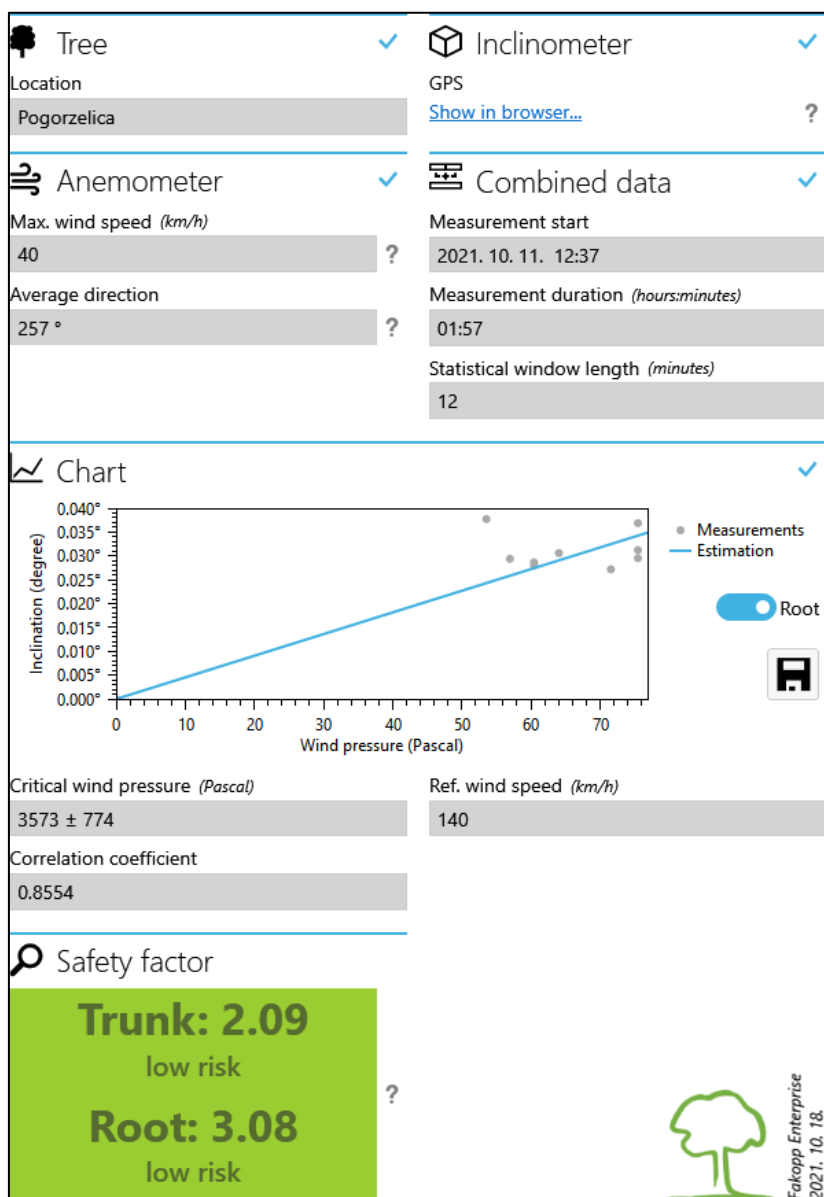 Tree
Location
Pogorzelica
Inclinometer
GPS
Show in browser...
?
Anemometer
Max. wind speed (km/h)
40
?
Average direction
257 °
?
Combined data
Measurement start
2021. 10. 11. 12:37
Measurement duration (hours:minutes)
01:57
Statistical window length (minutes)
12
Chart
Inclination (degree)
0.040°
0.035°
0.030°
0.025°
0.020°
0.015°
0.010°
0.005°
0.000°
0 10 20 30 40 50 60 70
Wind pressure (Pascal)
Measurements
Estimation
Root
Critical wind pressure (Pascal)
3573 ± 774
Ref. wind speed (km/h)
140
Correlation coefficient
0.8554
Safety factor
Trunk: 2.09
low risk
Root: 3.08
low risk
?
Fakopp Enterprise
2021. 10. 18.